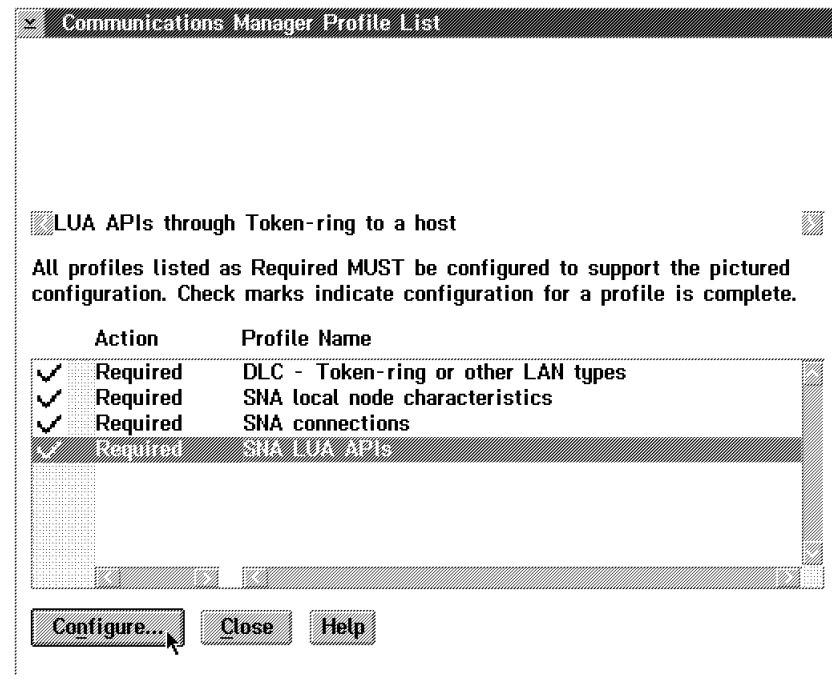 Communications Manager Profile List
LUA APIs through Token-ring to a host
All profiles listed as Required MUST be configured to support the pictured
configuration. Check marks indicate configuration for a profile is complete.
Action Profile Name
Required DLC - Token-ring or other LAN types
Required SNA local node characteristics
Required SNA connections
Required SNA LUA APIs
Configure... Close Help